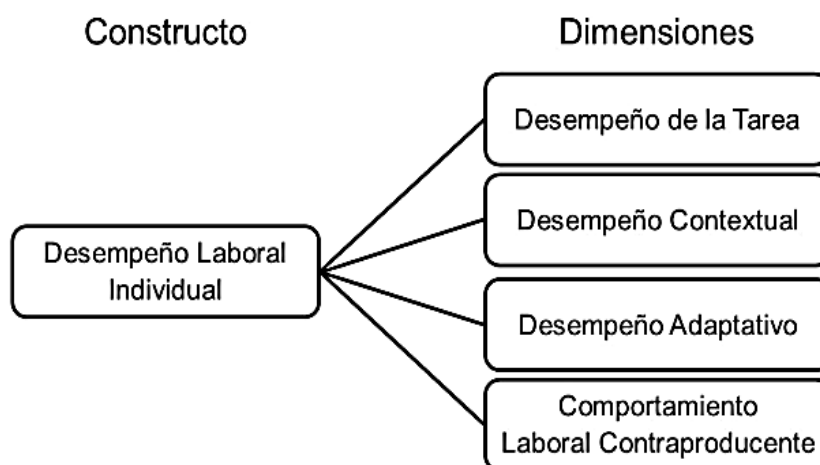 Constructo
Dimensiones
Desempeño de la Tarea
Desempeño Contextual
Desempeño Laboral
Individual
Desempeño Adaptativo
Comportamiento
Laboral Contraproducente